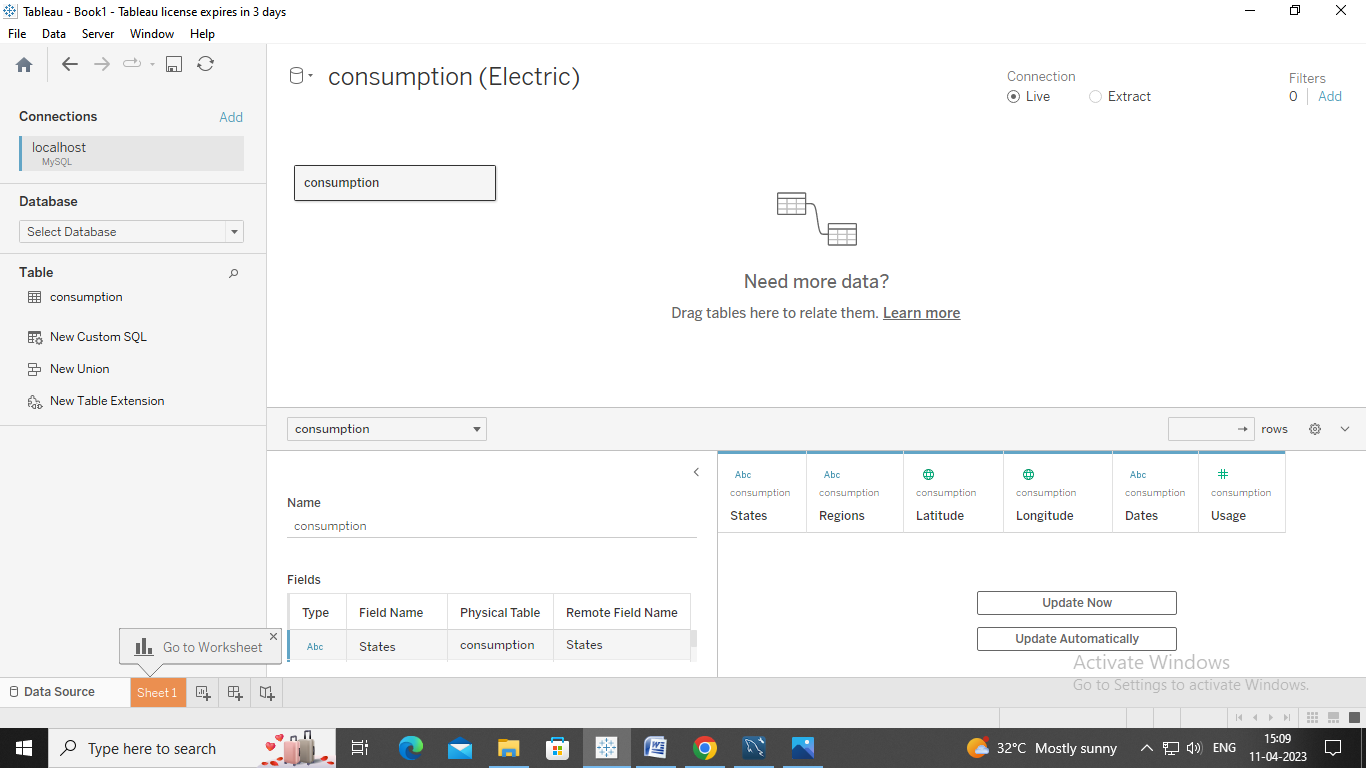 Tableau - Book1 - Tableau license expires in 3 days
File Data Server Window Help
Connections Add
localhost
MySQL
Database
Select Database
Table
consumption
New Custom SQL
New Union
New Table Extension
consumption (Electric)
Connection
Live Extract
Filters
0 Add
consumption
Need more data?
Drag tables here to relate them. Learn more
consumption
rows
Name
consumption
Fields
Type Field Name Physical Table Remote Field Name
Abc States consumption States
Abc Abc Abc #
consumption consumption consumption consumption consumption consumption
States Regions Latitude Longitude Dates Usage
Update Now
Update Automatically
Activate Windows
Go to Settings to activate Windows.
Go to Worksheet
Data Source Sheet 1
Type here to search
32°C Mostly sunny
ENG
15:09
11-04-2023